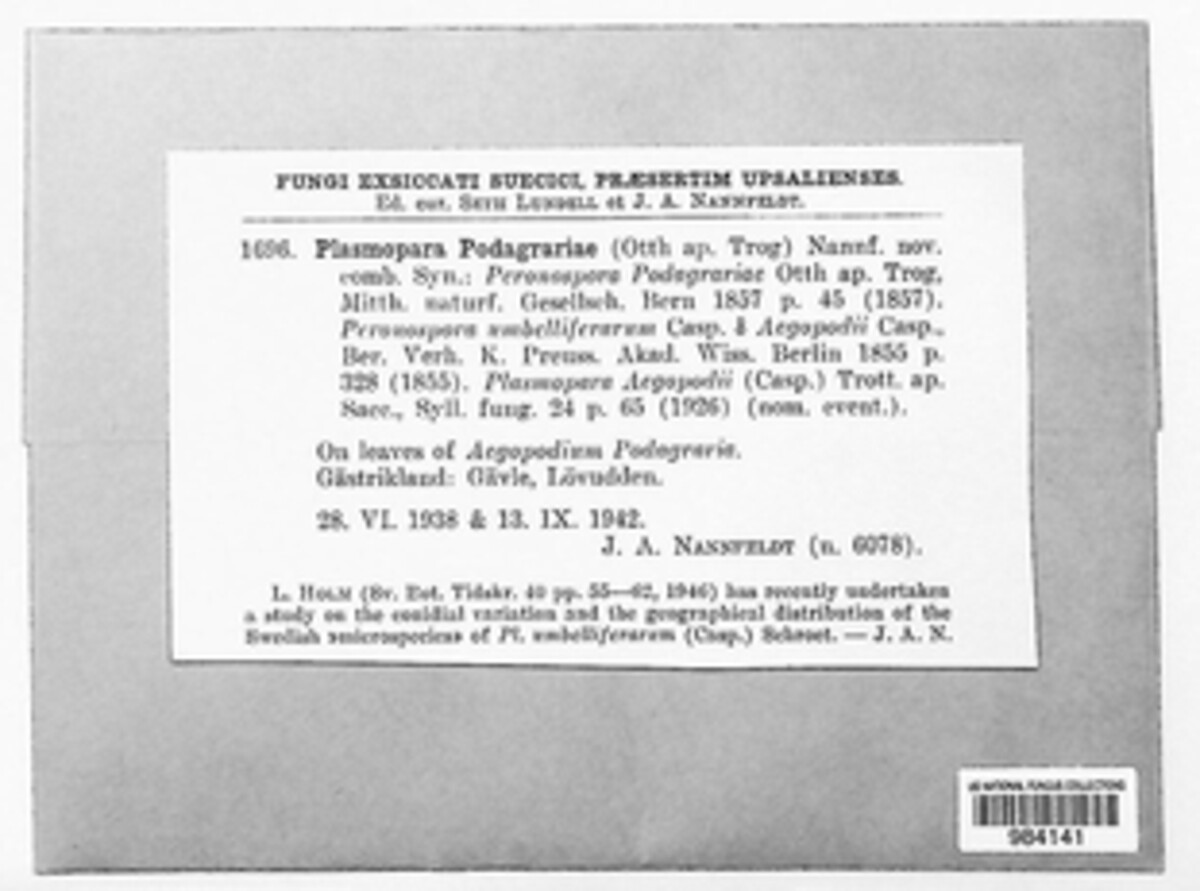 FUNGI EXSICCATI SUECICI, PRÆSERTIM UPSALIENSES.
Ed. cur. SETH LUNDELL et J. A. NANNFELDT.
1696. Plasmopara Podagrariae (Otth ap. Trog) Nannf. nov.
comb. Syn.: Peronospora Podagrariae Otth ap. Trog,
Mitth. naturf. Gesellsch. Bern 1857 p. 45 (1857).
Peronospora umbelliferarum Casp. δ Aegopodii Casp.,
Ber. Verh. K. Preuss. Akad. Wiss. Berlin 1855 p.
328 (1855). Plasmopara Aegopodii (Casp.) Trott. ap.
Sacc., Syll. fung. 24 p. 65 (1926) (nom. event.).
On leaves of Aegopodium Podagraria.
Gästrikland: Gävle, Lövudden.
28. VI. 1938 & 13. IX. 1942.
J. A. NANNFELDT (n. 6078).
L. HOLM (Sv. Bot. Tidskr. 40 pp. 55—62, 1946) has recently undertaken
a study on the conidial variation and the geographical distribution of the
Swedish »microspecies» of Pl. umbelliferarum (Casp.) Schroet. — J. A. N.
US NATIONAL FUNGUS COLLECTIONS
984141